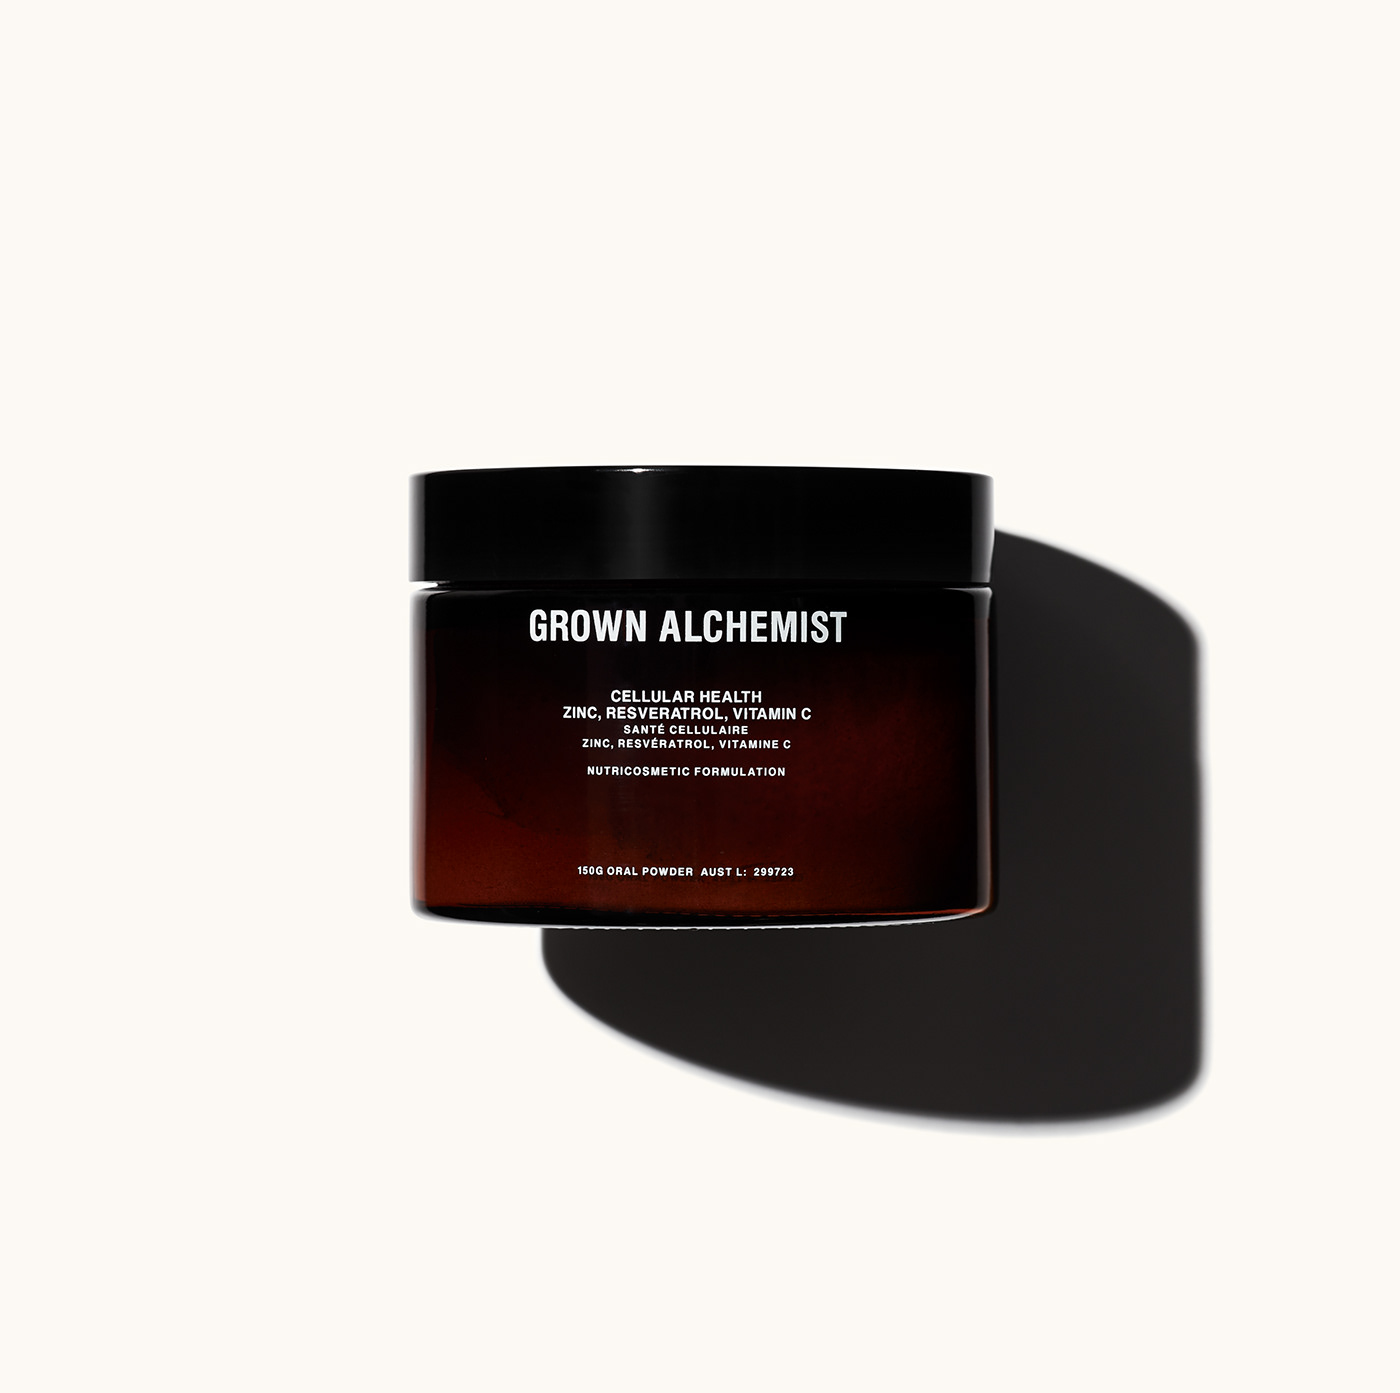 GROWN ALCHEMIST
CELLULAR HEALTH
ZINC, RESVERATROL, VITAMIN C
SANTÉ CELLULAIRE
ZINC, RESVÉRATROL, VITAMINE C
NUTRICOSMETIC FORMULATION
150G ORAL POWDER AUST L: 299723